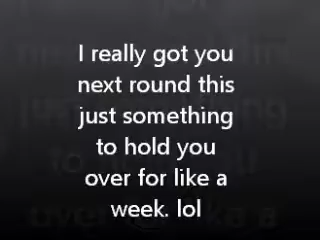 I really got you
next round this
just something
to hold you
over for like a
week. lol